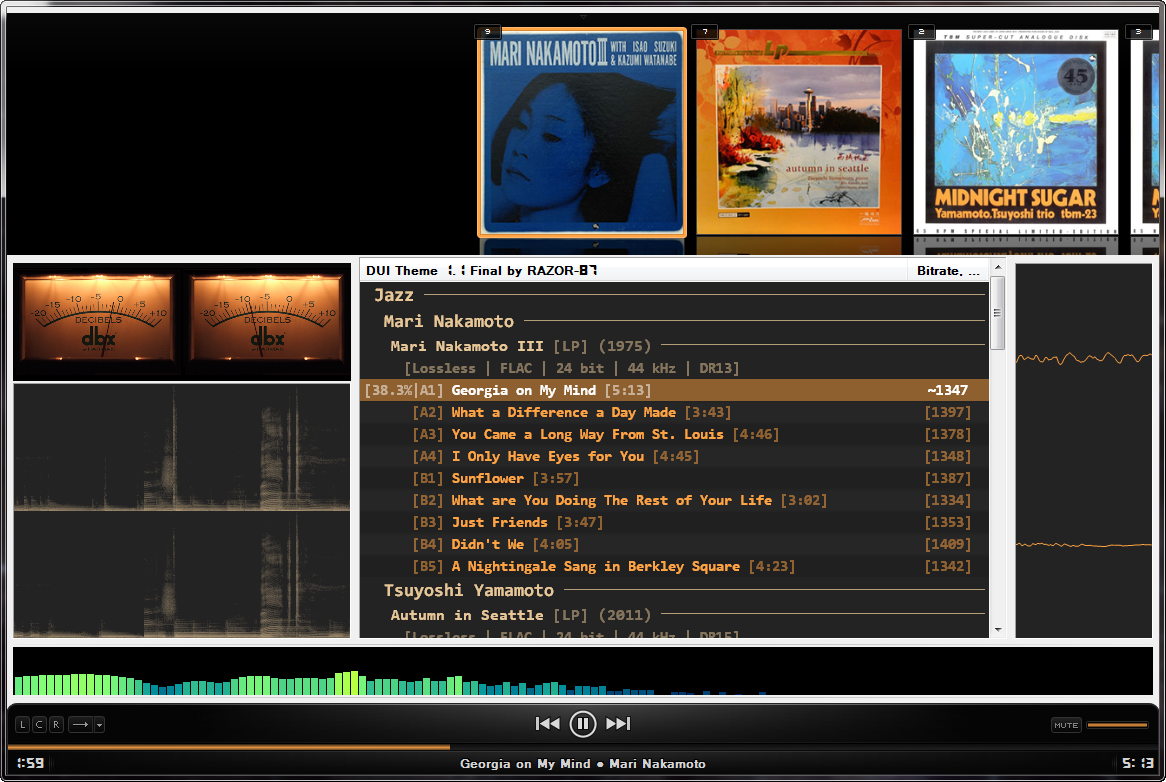 9
7
2
3
MARI NAKAMOTO III WITH ISAO SUZUKI
& KAZUMI WATANABE
LP
autumn in seattle
TBM SUPER-CUT ANALOGUE DISK
45
MIDNIGHT SUGAR
Yamamoto,Tsuyoshi trio tbm-23
45 RPM SPECIAL LIMITED-EDITION
-20 -15 -10 -5 0 +5 +10
DECIBELS
dbx
-20 -15 -10 -5 0 +5 +10
DECIBELS
dbx
DUI Theme 1.1 Final by RAZOR-87 Bitrate, ...
Jazz
Mari Nakamoto
Mari Nakamoto III [LP] (1975)
[Lossless | FLAC | 24 bit | 44 kHz | DR13]
[38.3%|A1] Georgia on My Mind [5:13] ~1347
[A2] What a Difference a Day Made [3:43] [1397]
[A3] You Came a Long Way From St. Louis [4:46] [1378]
[A4] I Only Have Eyes for You [4:45] [1348]
[B1] Sunflower [3:57] [1387]
[B2] What are You Doing The Rest of Your Life [3:02] [1334]
[B3] Just Friends [3:47] [1353]
[B4] Didn't We [4:05] [1409]
[B5] A Nightingale Sang in Berkley Square [4:23] [1342]
Tsuyoshi Yamamoto
Autumn in Seattle [LP] (2011)
[Lossless | FLAC | 24 bit | 44 kHz | DR15]
L C R MUTE
1:59 Georgia on My Mind ● Mari Nakamoto 5:13